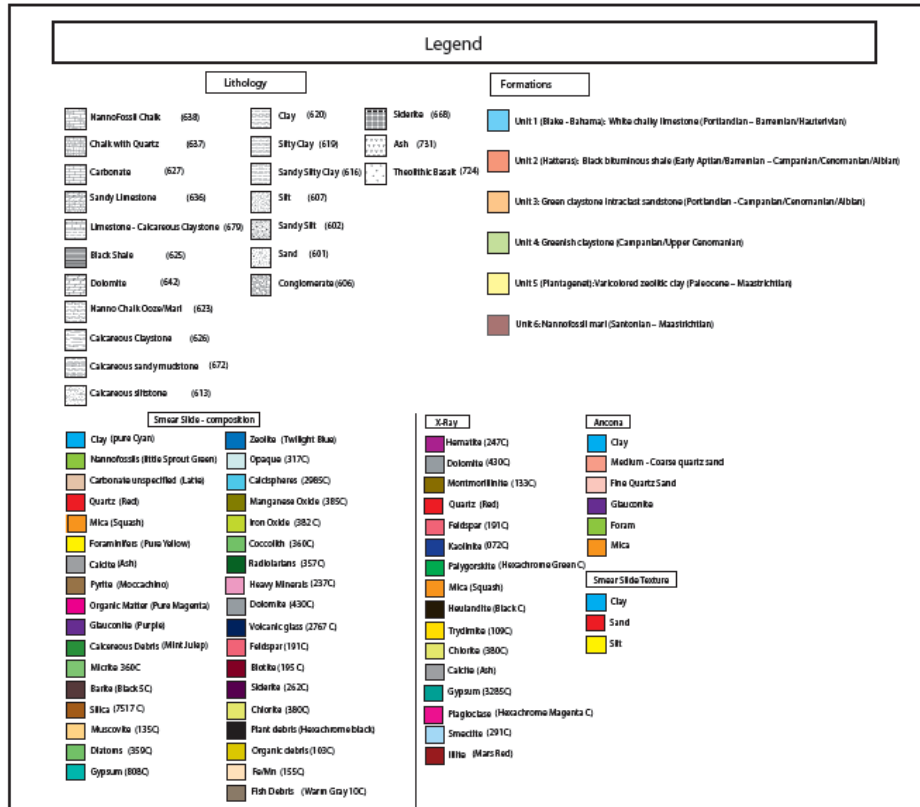 Legend
Lithology
NannoFossil Chalk (638)
Chalk with Quartz (637)
Carbonate (627)
Sandy Limestone (636)
Limestone - Calcareous Claystone (679)
Black Shale (625)
Dolomite (642)
Nanno Chalk Ooze/Marl (623)
Calcareous Claystone (626)
Calcareous sandy mudstone (672)
Calcareous siltstone (613)
Clay (620)
Silty Clay (619)
Sandy Silty Clay (616)
Silt (607)
Sandy Silt (602)
Sand (601)
Conglomerate (606)
Siderite (668)
Ash (731)
Theolithic Basalt (724)
Formations
Unit 1 (Blake - Bahama): White chalky limestone (Portlandian – Barremian/Hauterivian)
Unit 2 (Hatteras): Black bituminous shale (Early Aptian/Barremian – Campanian/Cenomanian/Albian)
Unit 3: Green claystone intraclast sandstone (Portlandian - Campanian/Cenomanian/Albian)
Unit 4: Greenish claystone (Campanian/Upper Cenomanian)
Unit 5 (Plantagenet): Varicolored zeolitic clay (Paleocene – Maastrichtian)
Unit 6: Nannofossil marl (Santonian – Maastrichtian)
Smear Slide - composition
Clay (pure Cyan)
Nannofossils (little Sprout Green)
Carbonate unspecified (Latte)
Quartz (Red)
Mica (Squash)
Foraminifers (Pure Yellow)
Calcite (Ash)
Pyrite (Moccachino)
Organic Matter (Pure Magenta)
Glauconite (Purple)
Calcereous Debris (Mint Julep)
Micrite 360C
Barite (Black 5C)
Silica (7517 C)
Muscovite (135C)
Diatoms (359C)
Gypsum (808C)
Zeolite (Twilight Blue)
Opaque (317C)
Calcispheres (2985C)
Manganese Oxide (385C)
Iron Oxide (382 C)
Coccolith (360C)
Radiolarians (357C)
Heavy Minerals (237C)
Dolomite (430C)
Volcanic glass (2767 C)
Feldspar (191C)
Biotite (195 C)
Siderite (262C)
Chlorite (380C)
Plant debris (Hexachrome black)
Organic debris (103C)
Fe/Mn (155C)
Fish Debris (Warm Gray 10C)
X-Ray
Hematite (247C)
Dolomite (430C)
Montmorillinite (133C)
Quartz (Red)
Feldspar (191C)
Kaolinite (072C)
Palygorskite (Hexachrome Green C)
Mica (Squash)
Heulandite (Black C)
Trydimite (109C)
Chlorite (380C)
Calcite (Ash)
Gypsum (3285C)
Plagioclase (Hexachrome Magenta C)
Smectite (291C)
Illite (Mars Red)
Ancona
Clay
Medium - Coarse quartz sand
Fine Quartz Sand
Glauconite
Foram
Mica
Smear Slide Texture
Clay
Sand
Silt